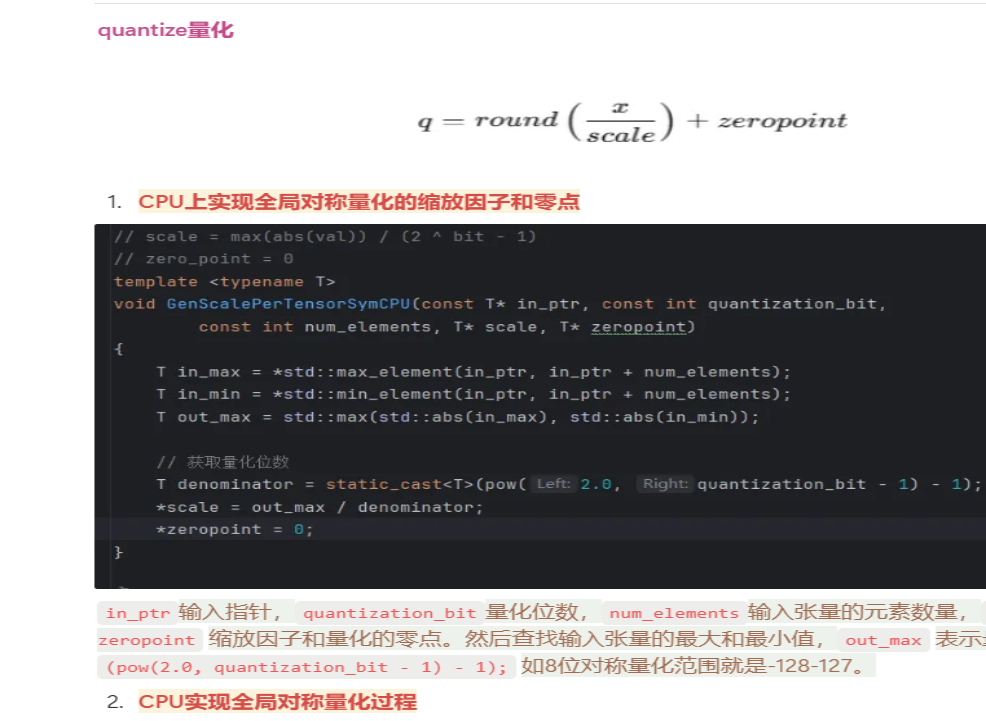 quantize量化
q = round ( x / scale ) + zeropoint
1. CPU上实现全局对称量化的缩放因子和零点
// scale = max(abs(val)) / (2 ^ bit - 1)
// zero_point = 0
template <typename T>
void GenScalePerTensorSymCPU(const T* in_ptr, const int quantization_bit,
const int num_elements, T* scale, T* zeropoint)
{
T in_max = *std::max_element(in_ptr, in_ptr + num_elements);
T in_min = *std::min_element(in_ptr, in_ptr + num_elements);
T out_max = std::max(std::abs(in_max), std::abs(in_min));
// 获取量化位数
T denominator = static_cast<T>(pow( Left: 2.0, Right: quantization_bit - 1) - 1);
*scale = out_max / denominator;
*zeropoint = 0;
}
in_ptr 输入指针， quantization_bit 量化位数， num_elements 输入张量的元素数量，
zeropoint 缩放因子和量化的零点。然后查找输入张量的最大和最小值， out_max 表示
(pow(2.0, quantization_bit - 1) - 1); 如8位对称量化范围就是-128-127。
2. CPU实现全局对称量化过程